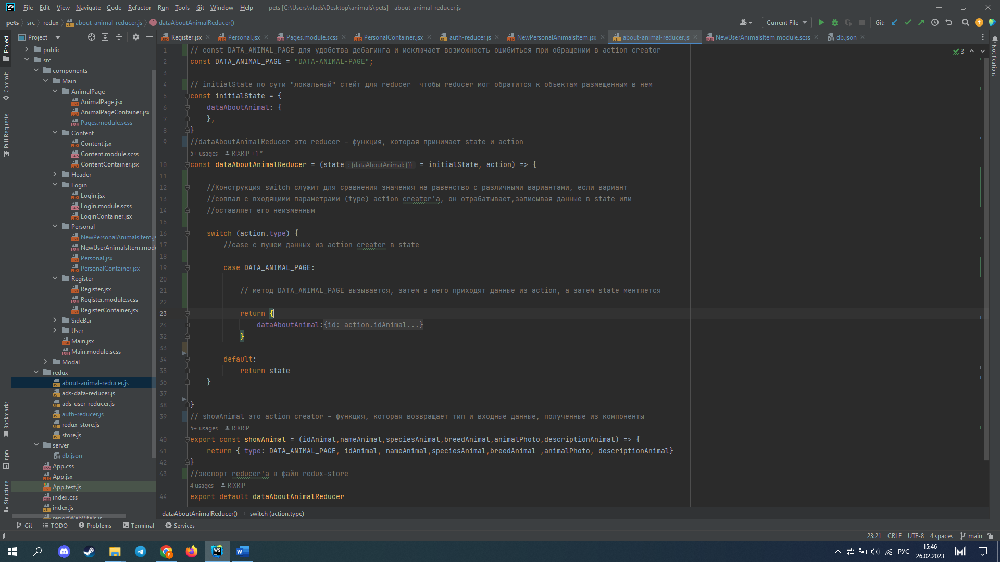 WS File Edit View Navigate Code Refactor Run Tools Git Window Help pets [C:\Users\vlads\Desktop\animals\pets] - about-animal-reducer.js
pets src redux about-animal-reducer.js dataAboutAnimalReducer() Current File Git:
Project Register.jsx Personal.jsx Pages.module.scss PersonalContainer.jsx auth-reducer.js NewPersonalAnimalsItem.jsx about-animal-reducer.js NewUserAnimalsItem.module.scss db.json
Project
Commit
Pull Requests
Bookmarks
npm
Structure
Notifications
public
src
components
Main
AnimalPage
AnimalPage.jsx
AnimalPageContainer.jsx
Pages.module.scss
Content
Content.jsx
Content.module.scss
ContentContainer.jsx
Header
Login
Login.jsx
Login.module.scss
LoginContainer.jsx
Personal
NewPersonalAnimalsItem.js
NewUserAnimalsItem.modu
Personal.jsx
PersonalContainer.jsx
Register
Register.jsx
Register.module.scss
RegisterContainer.jsx
SideBar
User
Main.jsx
Main.module.scss
Modal
redux
about-animal-reducer.js
ads-data-reducer.js
ads-user-reducer.js
auth-reducer.js
redux-store.js
store.js
server
db.json
App.css
App.jsx
App.test.js
index.css
index.js
reportWebVitals.js
3
1 // const DATA_ANIMAL_PAGE для удобства дебагинга и исключает возможность ошибиться при обращении в action creator
2 const DATA_ANIMAL_PAGE = "DATA-ANIMAL-PAGE";
3
4 // initialState по сути "локальный" стейт для reducer  чтобы reducer мог обратится к объектам размещенным в нем
5 const initialState = {
6 dataAboutAnimal: {
7 },
8 }
9 //dataAboutAnimalReducer это reducer - функция, которая принимает state и action
5+ usages RIXRIP +1 *
10 const dataAboutAnimalReducer = (state : {dataAboutAnimal: {}} = initialState, action) => {
11
12 //Конструкция switch служит для сравнения значения на равенство с различными вариантами, если вариант
13 //совпал с входящими параметрами (type) action creater'а, он отрабатывает,записывая данные в state или
14 //оставляет его неизменным
15
16 switch (action.type) {
17 //case с пушем данных из action creater в state
18
19 case DATA_ANIMAL_PAGE:
20
21 // метод DATA_ANIMAL_PAGE вызывается, затем в него приходят данные из action, а затем state ментяется
22
23 return {
24 dataAboutAnimal:{id: action.idAnimal...}
32 }
33
34 default:
35 return state
36 }
37
38 }
39 // showAnimal это action creator - функция, которая возвращает тип и входные данные, полученные из компоненты
5+ usages RIXRIP
40 export const showAnimal = (idAnimal,nameAnimal,speciesAnimal,breedAnimal,animalPhoto,descriptionAnimal) => {
41 return { type: DATA_ANIMAL_PAGE, idAnimal, nameAnimal,speciesAnimal,breedAnimal ,animalPhoto, descriptionAnimal}
42 }
43 //экспорт reducer'а в файл redux-store
4 usages RIXRIP
44 export default dataAboutAnimalReducer
dataAboutAnimalReducer() switch (action.type)
Git TODO Problems Terminal Services
23:21 CRLF UTF-8 4 spaces main
РУС 15:46
26.02.2023